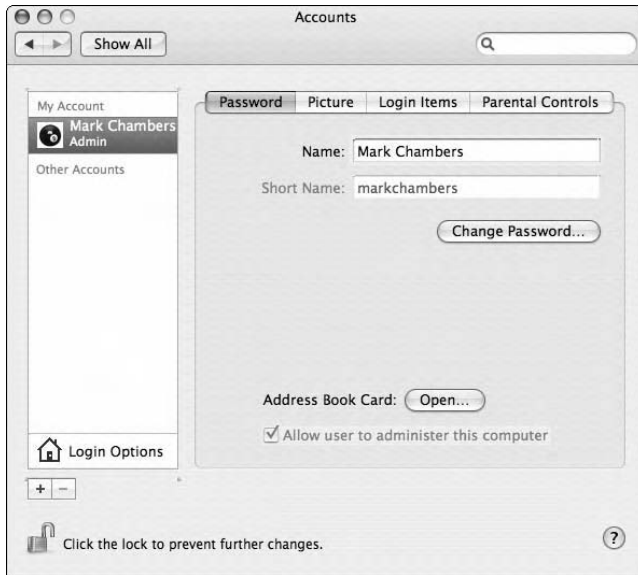 Accounts
Show All
My Account
Mark Chambers
Admin
Other Accounts
Login Options
+ −
Password Picture Login Items Parental Controls
Name: Mark Chambers
Short Name: markchambers
Change Password...
Address Book Card: Open...
Allow user to administer this computer
Click the lock to prevent further changes.
?